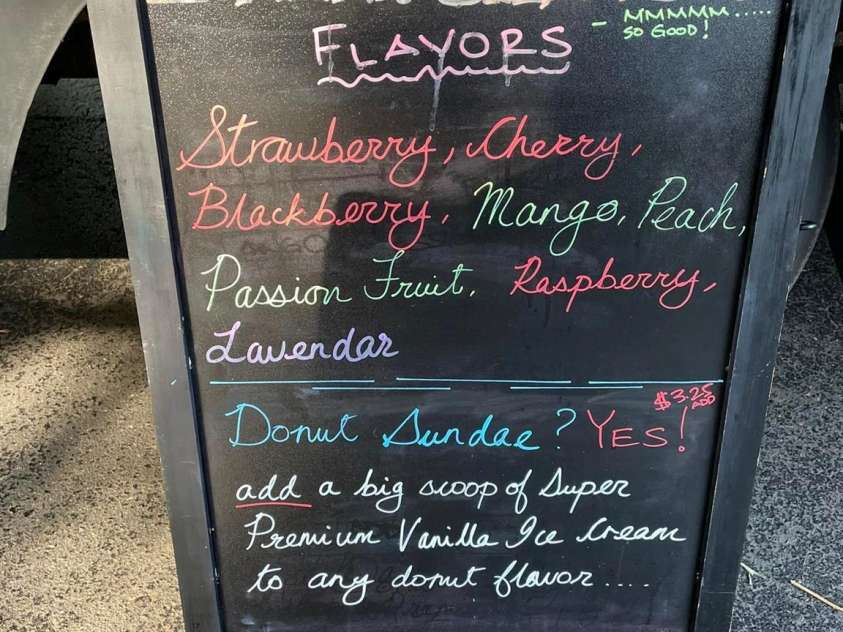 FLAVORS
- MMMMM.....
SO GOOD!
Strawberry, Cherry,
Blackberry, Mango, Peach,
Passion Fruit, Raspberry,
Lavendar
$3.25
ADD
Donut Sundae? YES!
add a big scoop of Super
Premium Vanilla Ice Cream
to any donut flavor....